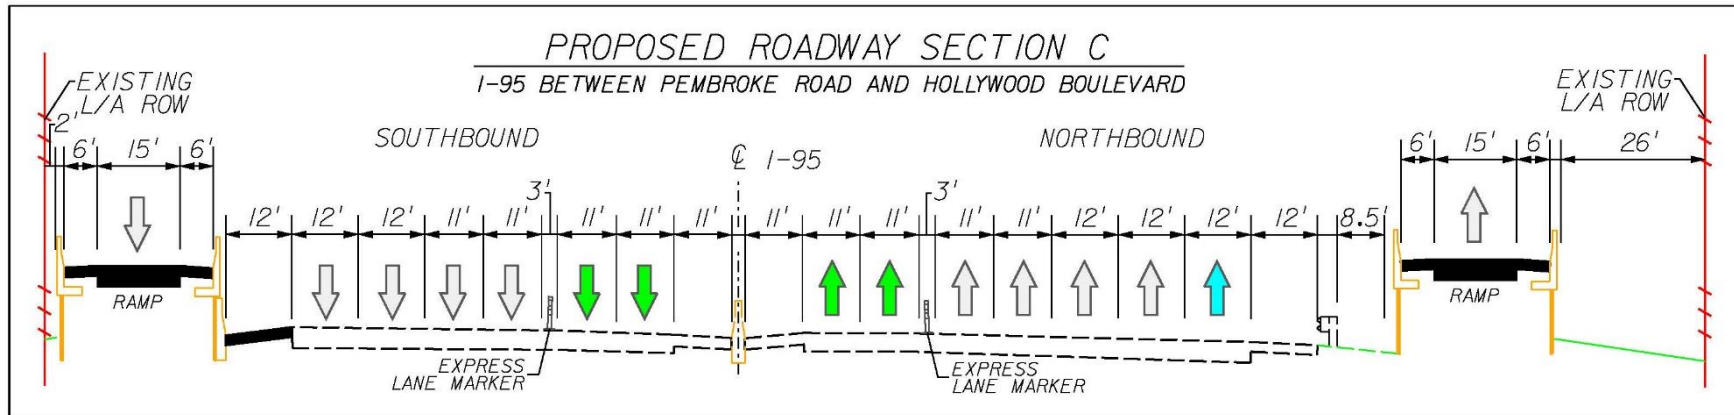 PROPOSED ROADWAY SECTION C
I-95 BETWEEN PEMBROKE ROAD AND HOLLYWOOD BOULEVARD
EXISTING
L/A ROW
EXISTING
L/A ROW
SOUTHBOUND
NORTHBOUND
℄ I-95
2'
6' 15' 6'
6' 15' 6' 26'
3'
3'
12' 12' 12' 11' 11' 11' 11' 11' 11' 11' 11' 11' 11' 12' 12' 12' 12' 8.5'
RAMP
RAMP
EXPRESS
LANE MARKER
EXPRESS
LANE MARKER